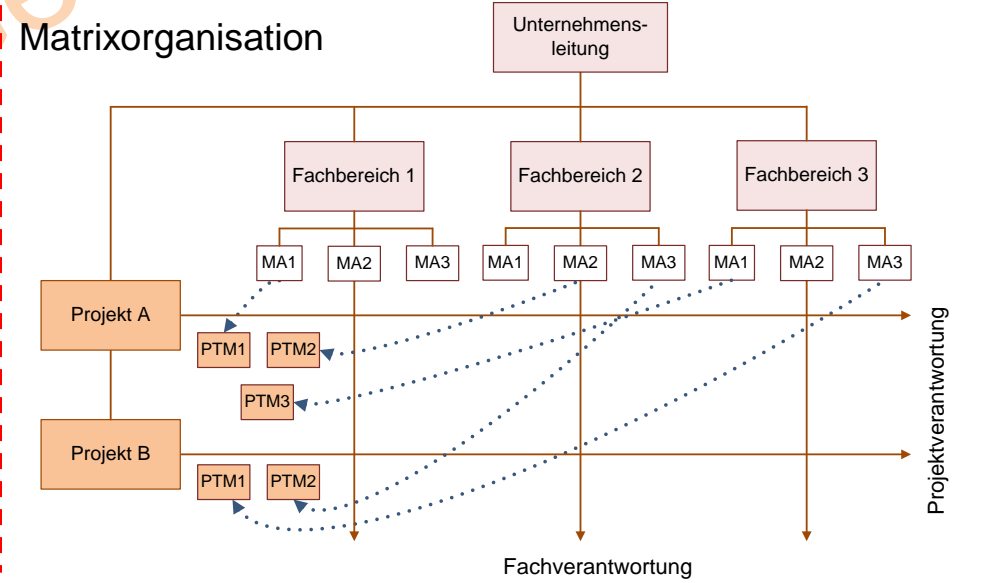 Matrixorganisation
Unternehmens-
leitung
Fachbereich 1
Fachbereich 2
Fachbereich 3
MA1
MA2
MA3
MA1
MA2
MA3
MA1
MA2
MA3
Projekt A
PTM1
PTM2
PTM3
Projekt B
PTM1
PTM2
Projektverantwortung
Fachverantwortung